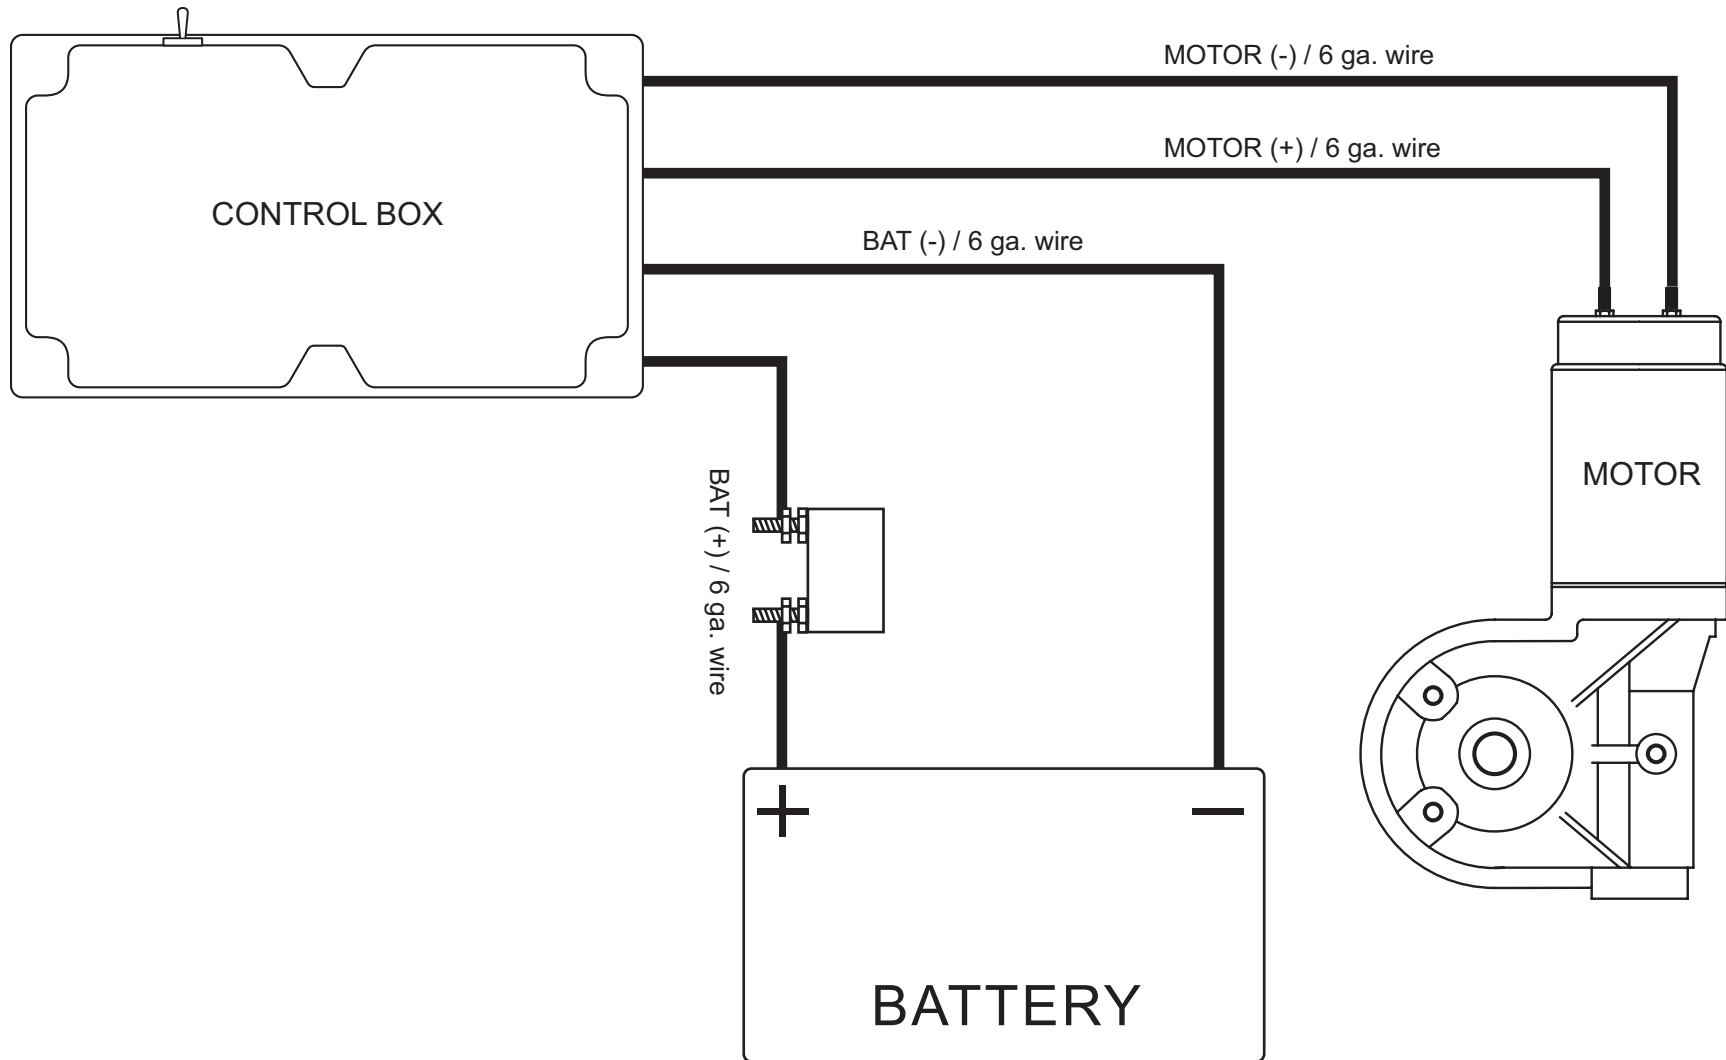 MOTOR (-) / 6 ga. wire
MOTOR (+) / 6 ga. wire
CONTROL BOX
BAT (-) / 6 ga. wire
BAT (+) / 6 ga. wire
MOTOR
+ −
BATTERY